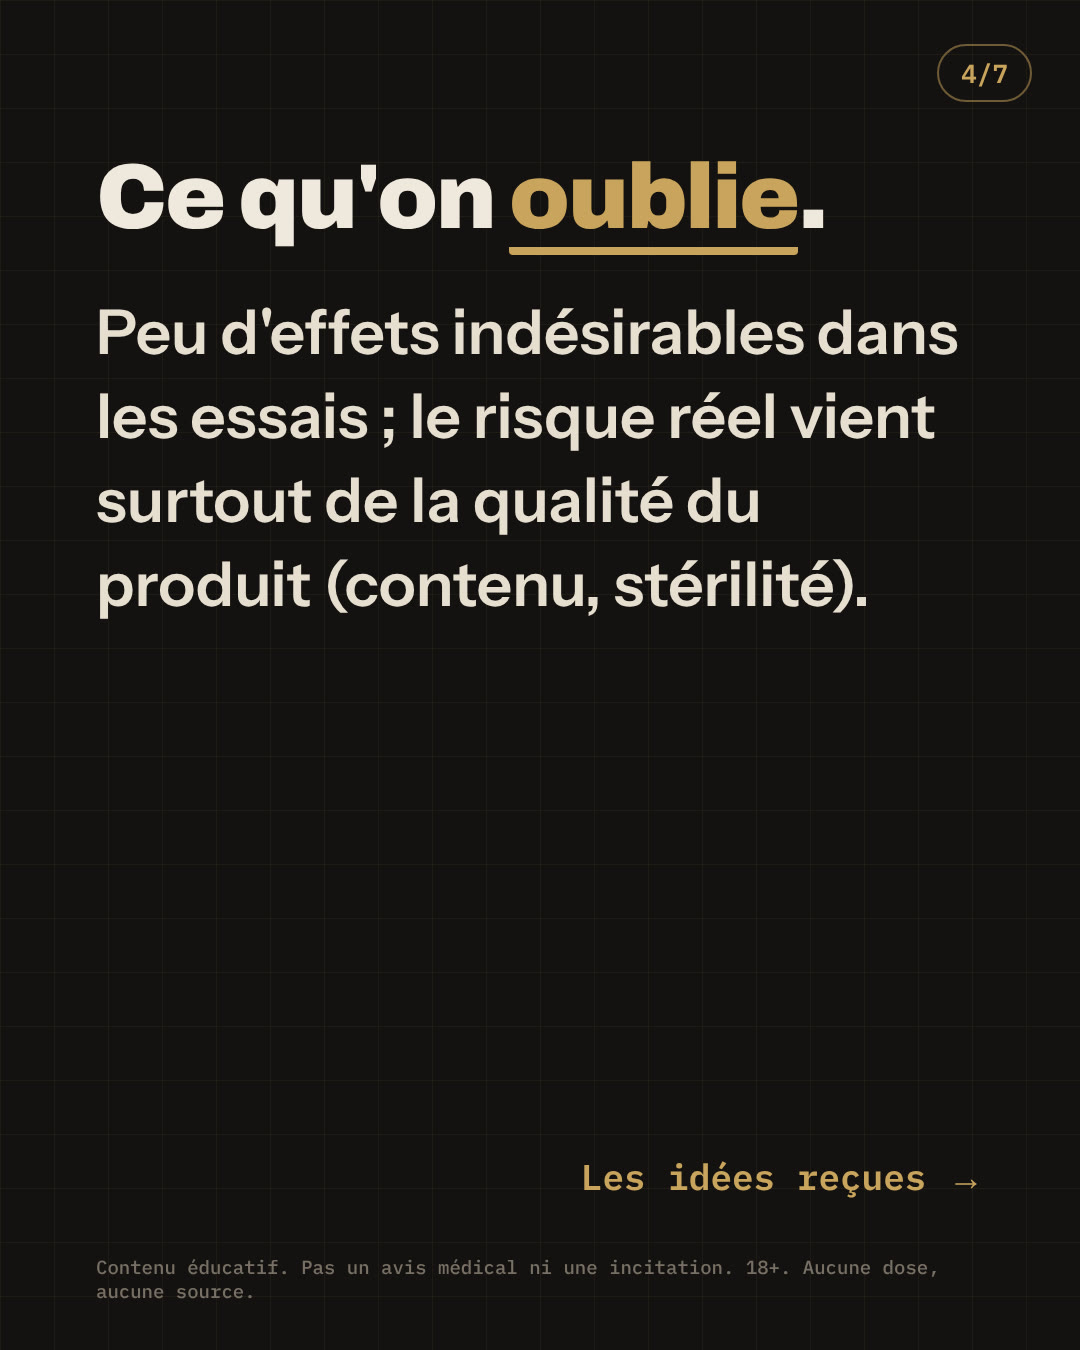 4/7
Ce qu'on oublie.
Peu d'effets indésirables dans
les essais ; le risque réel vient
surtout de la qualité du
produit (contenu, stérilité).
Les idées reçues →
Contenu éducatif. Pas un avis médical ni une incitation. 18+. Aucune dose,
aucune source.